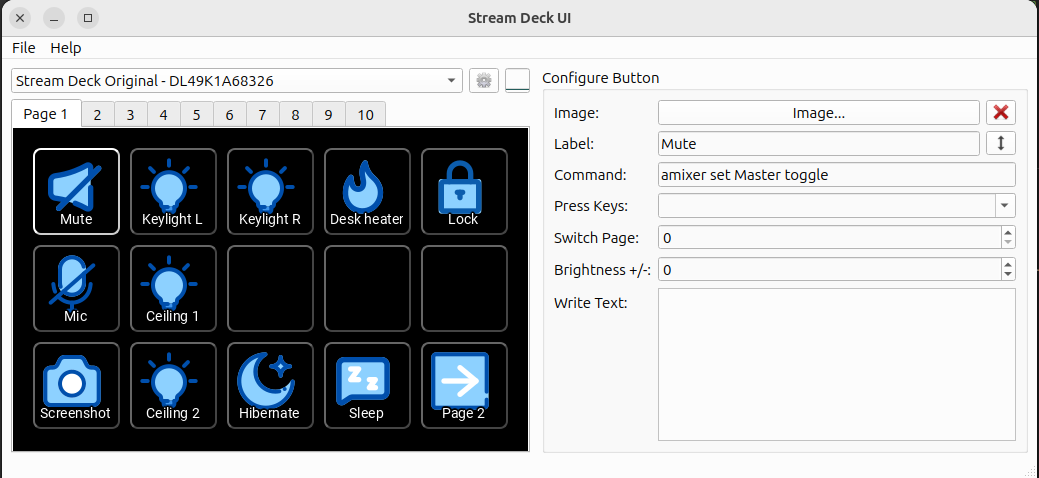 Stream Deck UI
File Help
Stream Deck Original - DL49K1A68326
Page 1 2 3 4 5 6 7 8 9 10
Mute Keylight L Keylight R Desk heater Lock
Mic Ceiling 1
zz
Screenshot Ceiling 2 Hibernate Sleep Page 2
Configure Button
Image: Image...
Label: Mute
Command: amixer set Master toggle
Press Keys:
Switch Page: 0
Brightness +/-: 0
Write Text: